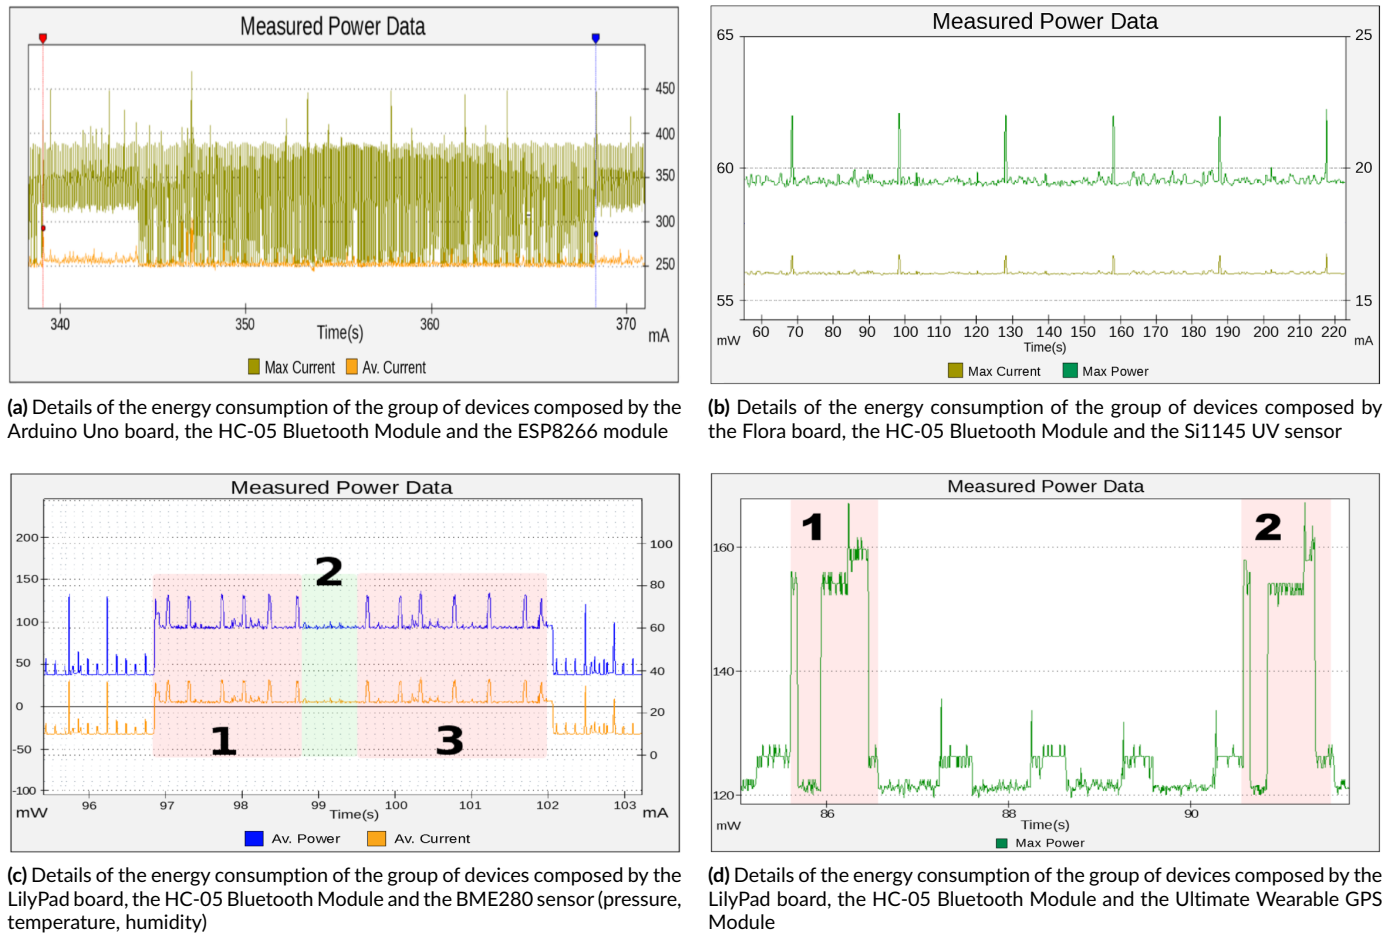 Measured Power Data
450
400
350
300
250
340 350 360 370
Time(s) mA
Max Current Av. Current
(a) Details of the energy consumption of the group of devices composed by the
Arduino Uno board, the HC-05 Bluetooth Module and the ESP8266 module
Measured Power Data
65 25
60 20
55 15
60 70 80 90 100 110 120 130 140 150 160 170 180 190 200 210 220
mW Time(s) mA
Max Current Max Power
(b) Details of the energy consumption of the group of devices composed by
the Flora board, the HC-05 Bluetooth Module and the Si1145 UV sensor
Measured Power Data
200 100
150 80
100 60
50 40
0 20
-50 0
-100
2
1 3
96 97 98 99 100 101 102 103
mW Time(s) mA
Av. Power Av. Current
(c) Details of the energy consumption of the group of devices composed by the
LilyPad board, the HC-05 Bluetooth Module and the BME280 sensor (pressure,
temperature, humidity)
Measured Power Data
1 2
160
140
120
86 88 90
mW Time(s)
Max Power
(d) Details of the energy consumption of the group of devices composed by the
LilyPad board, the HC-05 Bluetooth Module and the Ultimate Wearable GPS
Module